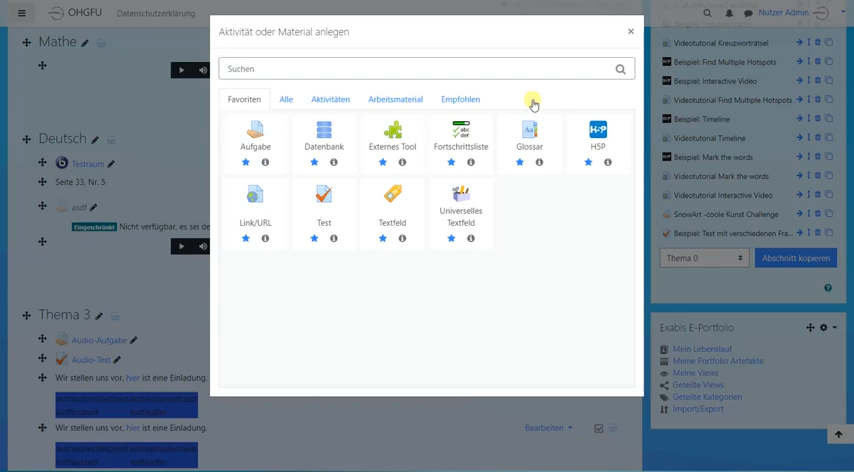 OHGFU
Datenschutzerklärung
Nutzer Admin
Mathe
Deutsch
Testraum
Seite 33, Nr. 5
asdf
Eingeschränkt Nicht verfügbar, es sei de
Thema 3
Audio-Aufgabe
Audio-Test
Wir stellen uns vor, hier ist eine Einladung.
Wir stellen uns vor, hier ist eine Einladung.
Bearbeiten
Aktivität oder Material anlegen
×
Suchen
Favoriten
Alle
Aktivitäten
Arbeitsmaterial
Empfohlen
Aufgabe
Datenbank
Externes Tool
Fortschrittsliste
Glossar
H5P
Link/URL
Test
Textfeld
Universelles
Textfeld
Videotutorial Kreuzworträtsel
Beispiel: Find Multiple Hotspots
Beispiel: Interactive Video
Videotutorial Find Multiple Hotspots
Beispiel: Timeline
Videotutorial Timeline
Beispiel: Mark the words
Videotutorial Mark the words
Videotutorial Interactive Video
SnowArt -coole Kunst Challenge
Beispiel: Test mit verschiedenen Fra...
Thema 0
Abschnitt kopieren
Exabis E-Portfolio
Mein Lebenslauf
Meine Portfolio Artefakte
Meine Views
Geteilte Views
Geteilte Kategorien
Import/Export